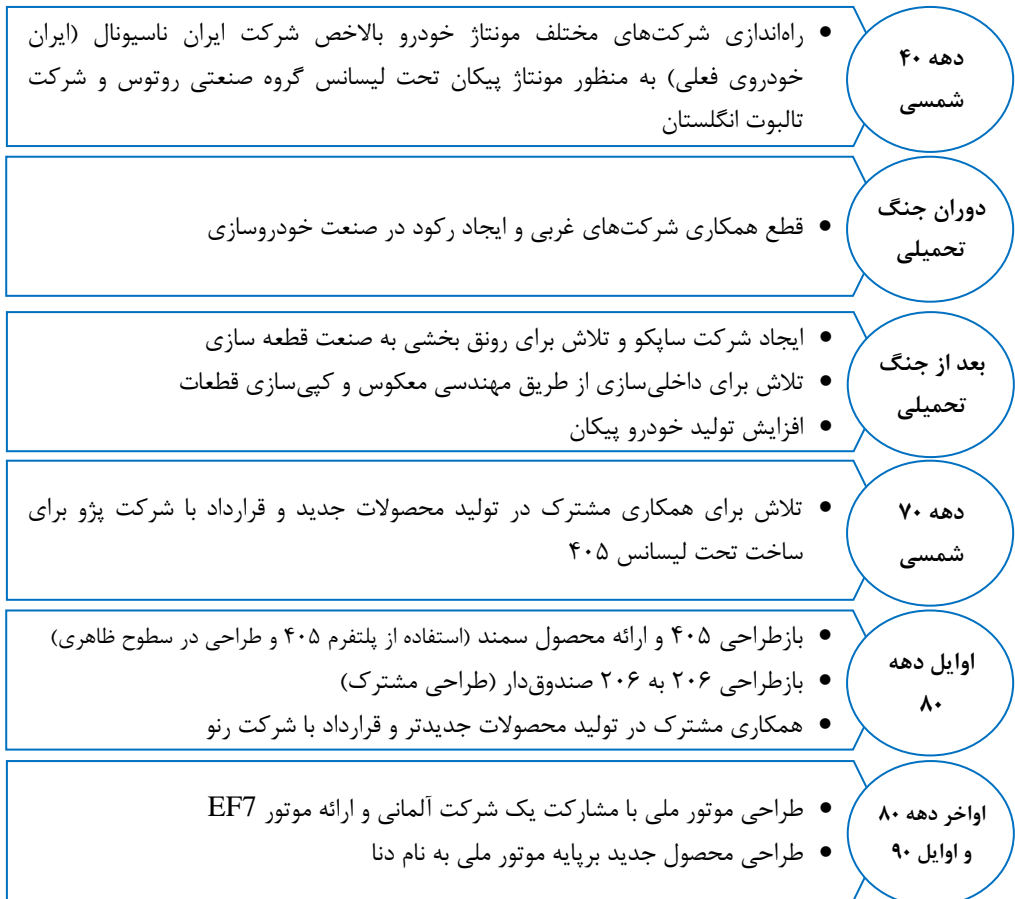 دهه ۴۰
شمسی
• راه‌اندازی شرکت‌های مختلف مونتاژ خودرو بالاخص شرکت ایران ناسیونال (ایران
خودروی فعلی) به منظور مونتاژ پیکان تحت لیسانس گروه صنعتی روتوس و شرکت
تالبوت انگلستان
دوران جنگ
تحمیلی
• قطع همکاری شرکت‌های غربی و ایجاد رکود در صنعت خودروسازی
بعد از جنگ
تحمیلی
• ایجاد شرکت ساپکو و تلاش برای رونق بخشی به صنعت قطعه سازی
• تلاش برای داخلی‌سازی از طریق مهندسی معکوس و کپی‌سازی قطعات
• افزایش تولید خودرو پیکان
دهه ۷۰
شمسی
• تلاش برای همکاری مشترک در تولید محصولات جدید و قرارداد با شرکت پژو برای
ساخت تحت لیسانس ۴۰۵
اوایل دهه
۸۰
• بازطراحی ۴۰۵ و ارائه محصول سمند (استفاده از پلتفرم ۴۰۵ و طراحی در سطوح ظاهری)
• بازطراحی ۲۰۶ به ۲۰۶ صندوق‌دار (طراحی مشترک)
• همکاری مشترک در تولید محصولات جدیدتر و قرارداد با شرکت رنو
اواخر دهه ۸۰
و اوایل ۹۰
• طراحی موتور ملی با مشارکت یک شرکت آلمانی و ارائه موتور EF7
• طراحی محصول جدید برپایه موتور ملی به نام دنا